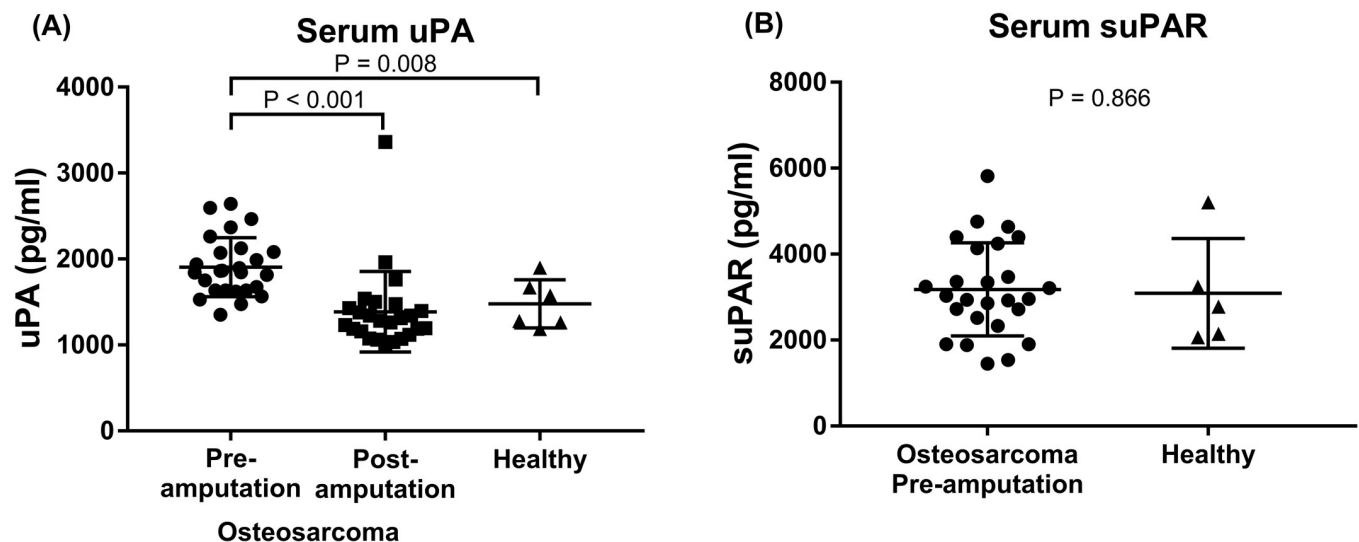 (A)
Serum uPA
P = 0.008
P < 0.001
uPA (pg/ml)
4000
3000
2000
1000
0
Pre-
amputation
Post-
amputation
Healthy
Osteosarcoma
(B)
Serum suPAR
P = 0.866
suPAR (pg/ml)
8000
6000
4000
2000
0
Osteosarcoma
Pre-amputation
Healthy